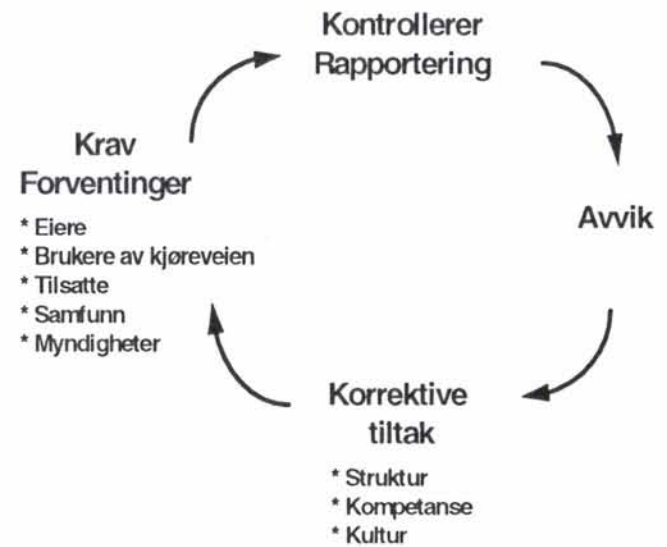 Kontrollerer
Rapportering
Krav
Forventinger
* Eiere
* Brukere av kjøreveien
* Tilsatte
* Samfunn
* Myndigheter
Avvik
Korrektive
tiltak
* Struktur
* Kompetanse
* Kultur